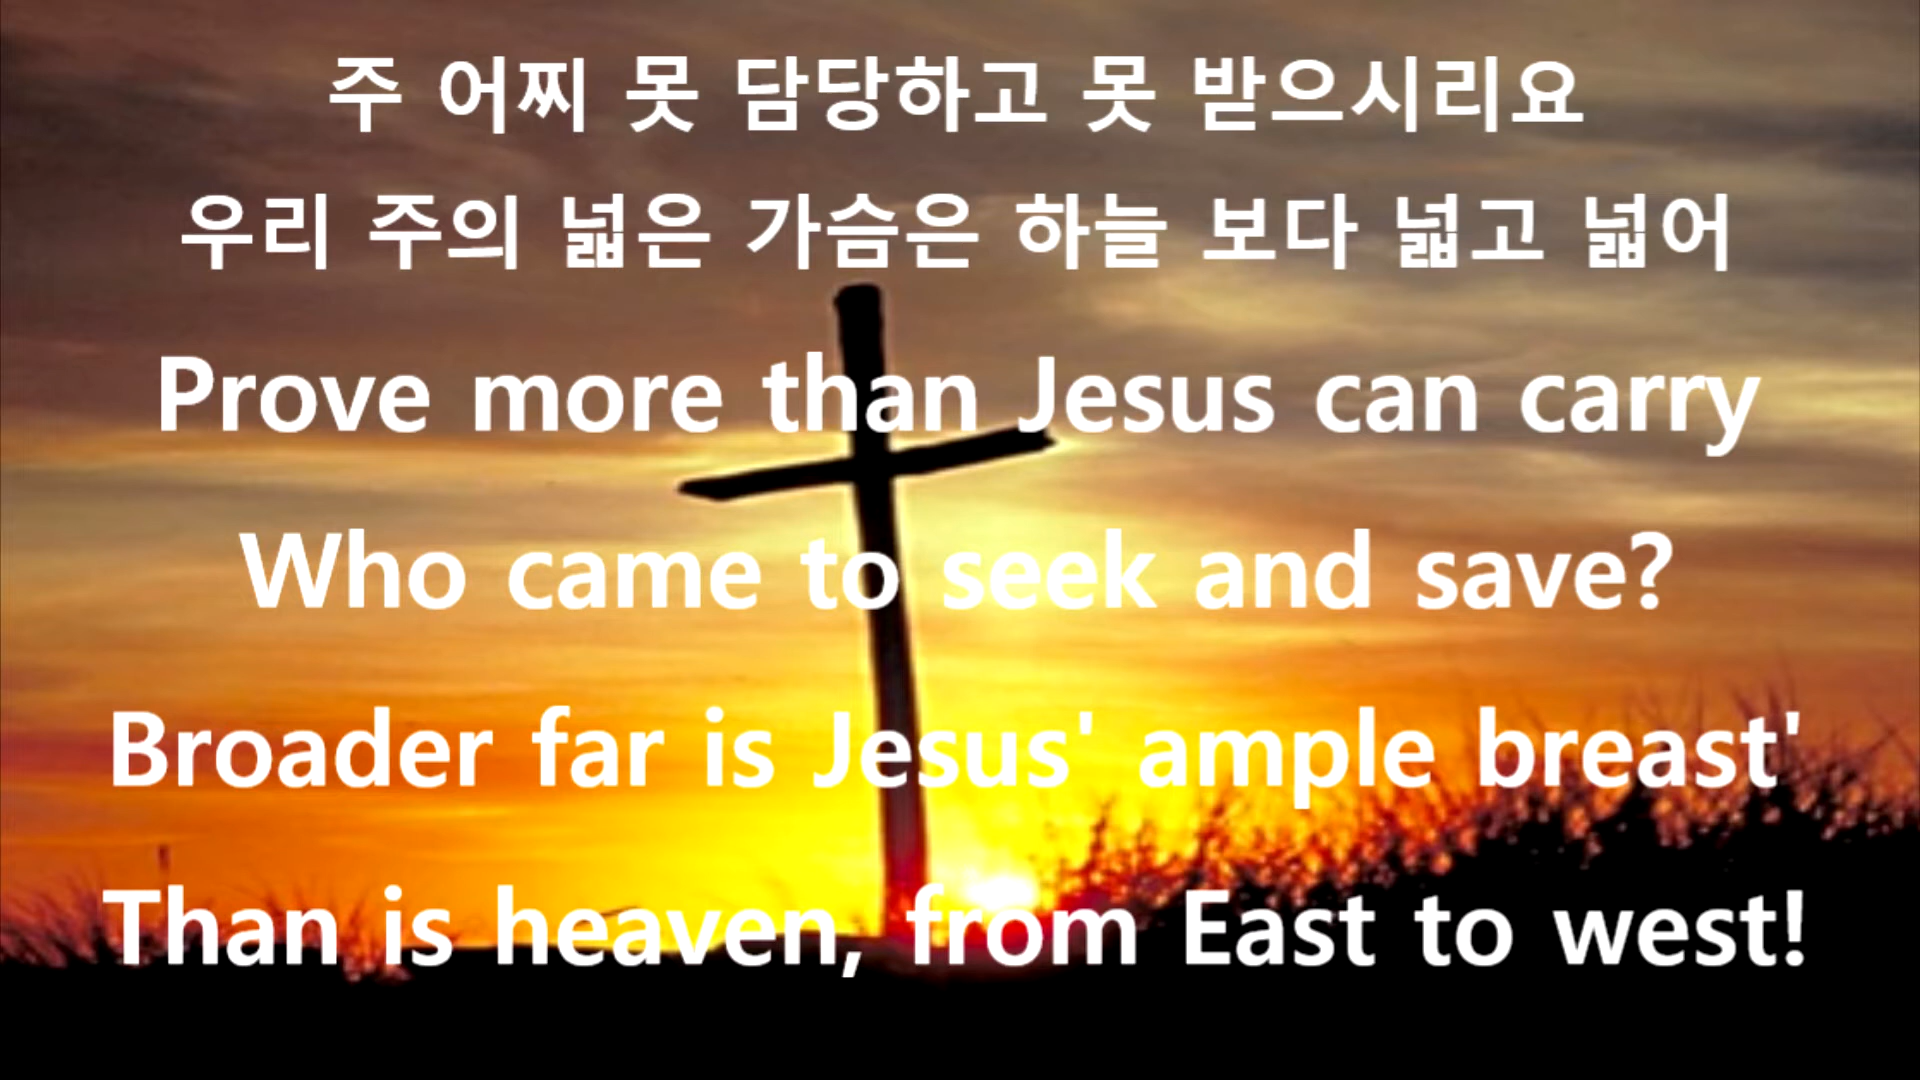 주 어찌 못 담당하고 못 받으시리요
우리 주의 넓은 가슴은 하늘 보다 넓고 넓어
Prove more than Jesus can carry
Who came to seek and save?
Broader far is Jesus' ample breast'
Than is heaven, from East to west!